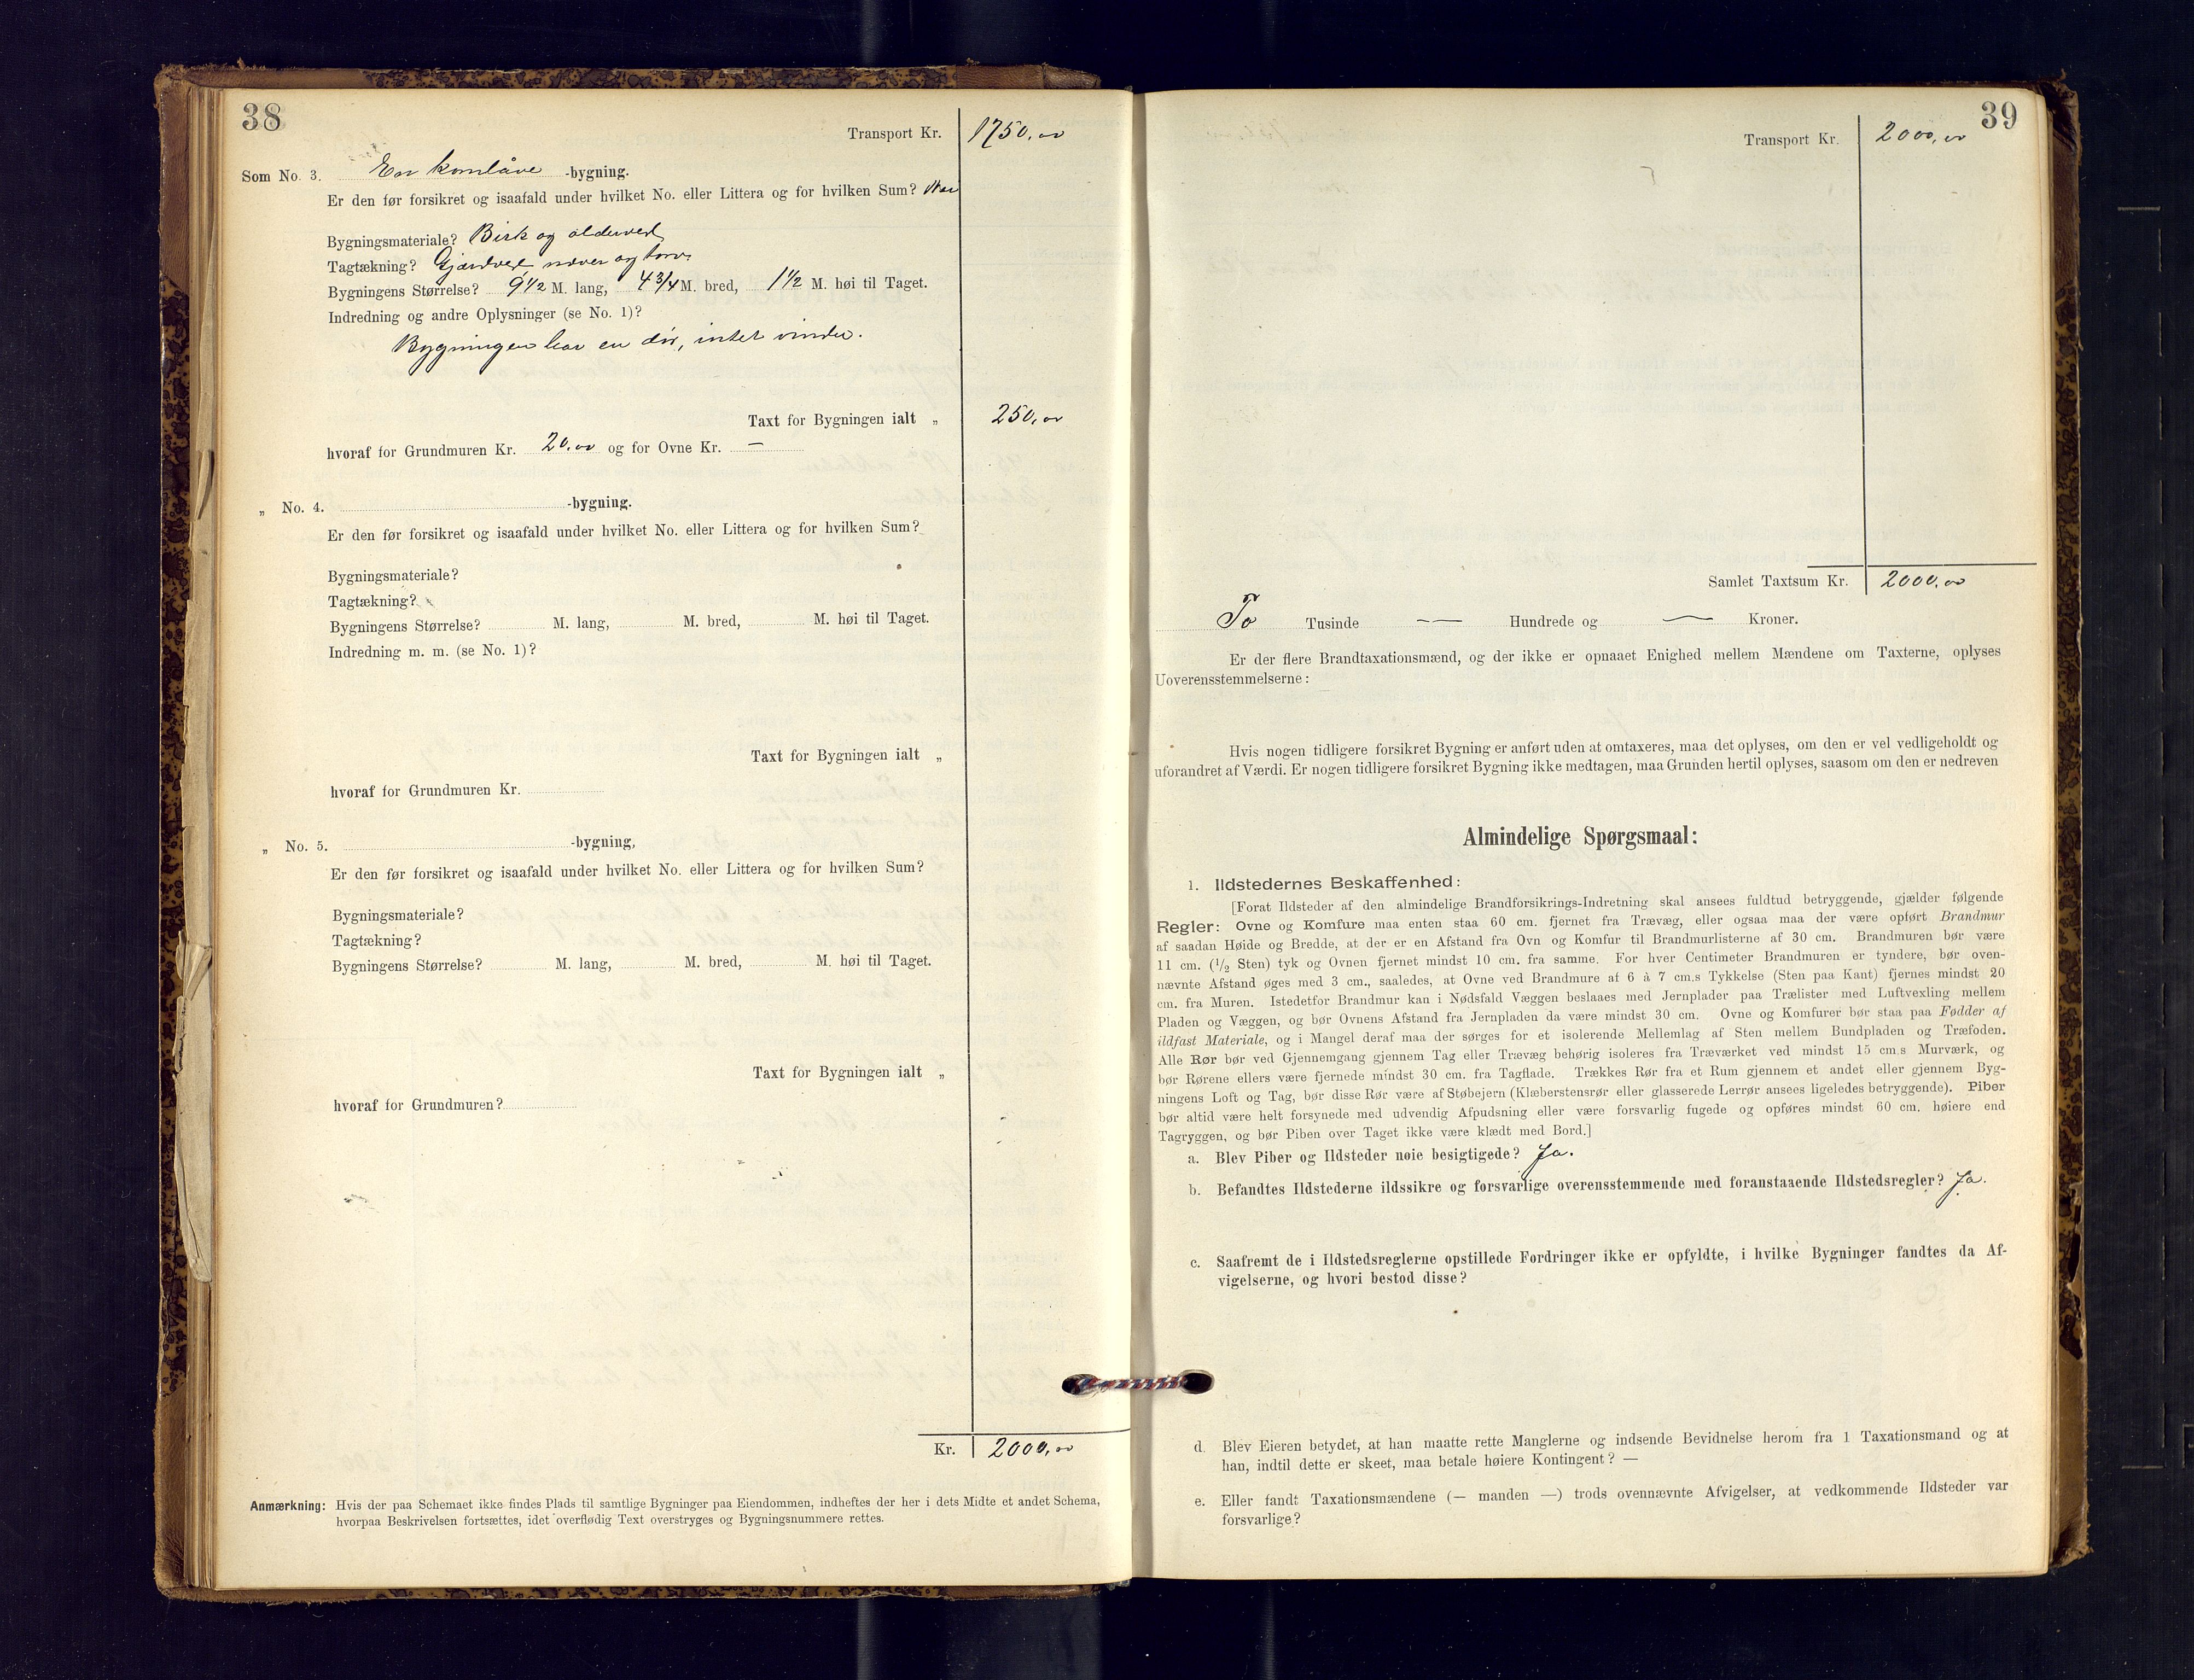 38
Transport Kr. 1750,00
Som No. 3. En kornlåve -bygning.
Er den før forsikret og isaafald under hvilket No. eller Littera og for hvilken Sum? Nei
Bygningsmateriale? Birk og olderved
Tagtækning? Gjærdved, næver og torv.
Bygningens Størrelse? 9 1/2 M. lang, 4 3/4 M. bred, 1 1/2 M. høi til Taget.
Indredning og andre Oplysninger (se No. 1)?
Bygningen har en dör, intet vindu.
Taxt for Bygningen ialt „ 250,00
hvoraf for Grundmuren Kr. 20,00 og for Ovne Kr. —
„ No. 4. -bygning.
Er den før forsikret og isaafald under hvilket No. eller Littera og for hvilken Sum?
Bygningsmateriale?
Tagtækning?
Bygningens Størrelse? M. lang, M. bred, M. høi til Taget.
Indredning m. m. (se No. 1)?
Taxt for Bygningen ialt „
hvoraf for Grundmuren Kr.
„ No. 5. -bygning,
Er den før forsikret og isaafald under hvilket No. eller Littera og for hvilken Sum?
Bygningsmateriale?
Tagtækning?
Bygningens Størrelse? M. lang, M. bred, M. høi til Taget.
Taxt for Bygningen ialt „
hvoraf for Grundmuren?
Kr. 2000,00
Anmærkning: Hvis der paa Schemaet ikke findes Plads til samtlige Bygninger paa Eiendommen, indheftes der her i dets Midte et andet Schema,
hvorpaa Beskrivelsen fortsættes, idet overflødig Text overstryges og Bygningsnummere rettes.
39
Transport Kr. 2000,00
Samlet Taxtsum Kr. 2000,00
To Tusinde — Hundrede og — Kroner.
Er der flere Brandtaxationsmænd, og der ikke er opnaaet Enighed mellem Mændene om Taxterne, oplyses
Uoverensstemmelserne:
Hvis nogen tidligere forsikret Bygning er anført uden at omtaxeres, maa det oplyses, om den er vel vedligeholdt og
uforandret af Værdi. Er nogen tidligere forsikret Bygning ikke medtagen, maa Grunden hertil oplyses, saasom om den er nedreven
Almindelige Spørgsmaal:
1. Ildstedernes Beskaffenhed:
[Forat Ildsteder af den almindelige Brandforsikrings-Indretning skal ansees fuldtud betryggende, gjælder følgende
Regler: Ovne og Komfure maa enten staa 60 cm. fjernet fra Trævæg, eller ogsaa maa der være opført Brandmur
af saadan Høide og Bredde, at der er en Afstand fra Ovn og Komfur til Brandmurlisterne af 30 cm. Brandmuren bør være
11 cm. (1/2 Sten) tyk og Ovnen fjernet mindst 10 cm. fra samme. For hver Centimeter Brandmuren er tyndere, bør oven-
nævnte Afstand øges med 3 cm., saaledes, at Ovne ved Brandmure af 6 à 7 cm.s Tykkelse (Sten paa Kant) fjernes mindst 20
cm. fra Muren. Istedetfor Brandmur kan i Nødsfald Væggen beslaaes med Jernplader paa Trælister med Luftvexling mellem
Pladen og Væggen, og bør Ovnens Afstand fra Jernpladen da være mindst 30 cm. Ovne og Komfurer bør staa paa Fødder af
ildfast Materiale, og i Mangel deraf maa der sørges for et isolerende Mellemlag af Sten mellem Bundpladen og Træfoden.
Alle Rør bør ved Gjennemgang gjennem Tag eller Trævæg behørig isoleres fra Træværket ved mindst 15 cm.s Murværk, og
bør Rørene ellers være fjernede mindst 30 cm. fra Tagflade. Trækkes Rør fra et Rum gjennem et andet eller gjennem Byg-
ningens Loft og Tag, bør disse Rør være af Støbejern (Klæberstensrør eller glasserede Lerrør ansees ligeledes betryggende). Piber
bør altid være helt forsynede med udvendig Afpudsning eller være forsvarlig fugede og opføres mindst 60 cm. høiere end
Tagryggen, og bør Piben over Taget ikke være klædt med Bord.]
a. Blev Piber og Ildsteder nøie besigtigede? Ja.
b. Befandtes Ildstederne ildssikre og forsvarlige overensstemmende med foranstaaende Ildstedsregler? Ja.
c. Saafremt de i Ildstedsreglerne opstillede Fordringer ikke er opfyldte, i hvilke Bygninger fandtes da Af-
vigelserne, og hvori bestod disse?
d. Blev Eieren betydet, at han maatte rette Manglerne og indsende Bevidnelse herom fra 1 Taxationsmand og at
han, indtil dette er skeet, maa betale høiere Kontingent? —
e. Eller fandt Taxationsmændene (— manden —) trods ovennævnte Afvigelser, at vedkommende Ildsteder var
forsvarlige?